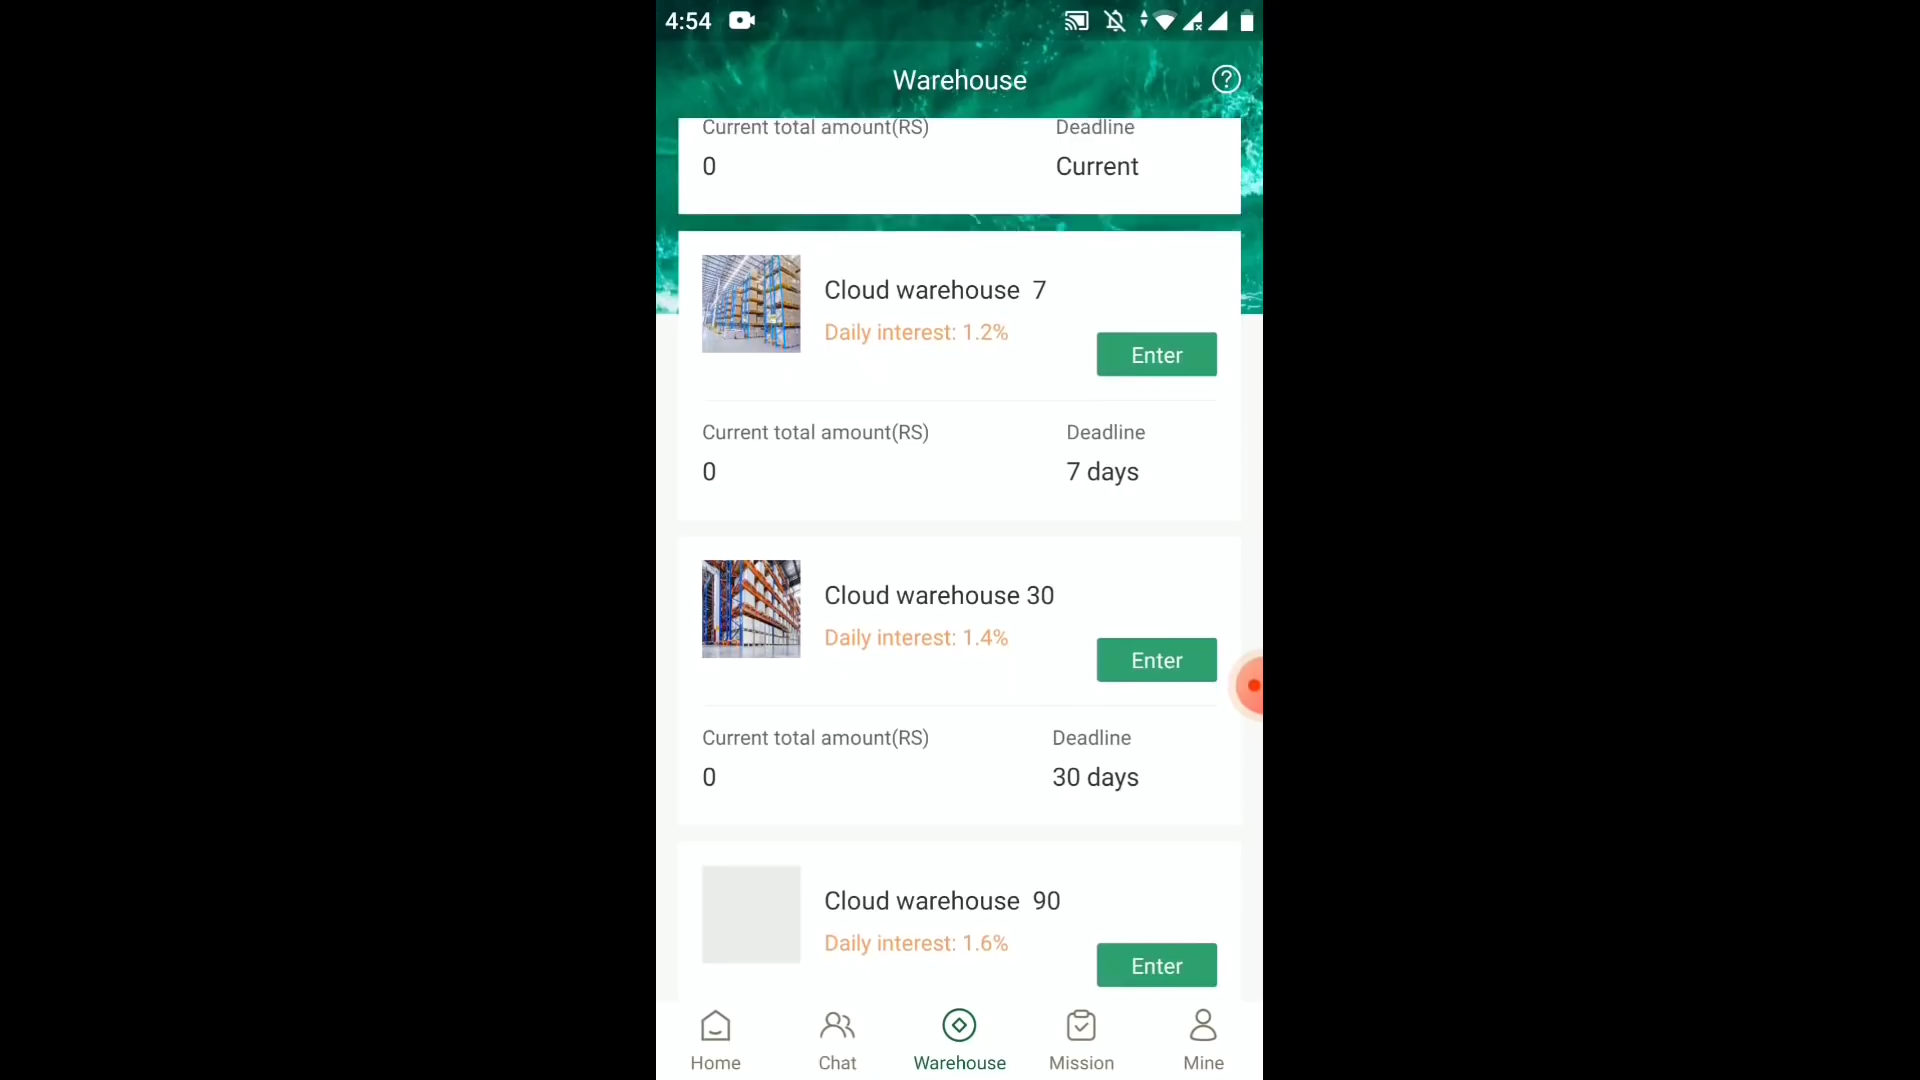 4:54
Warehouse
Current total amount(RS) Deadline
0 Current
Cloud warehouse 7
Daily interest: 1.2%
Enter
Current total amount(RS) Deadline
0 7 days
Cloud warehouse 30
Daily interest: 1.4%
Enter
Current total amount(RS) Deadline
0 30 days
Cloud warehouse 90
Daily interest: 1.6%
Enter
Home Chat Warehouse Mission Mine